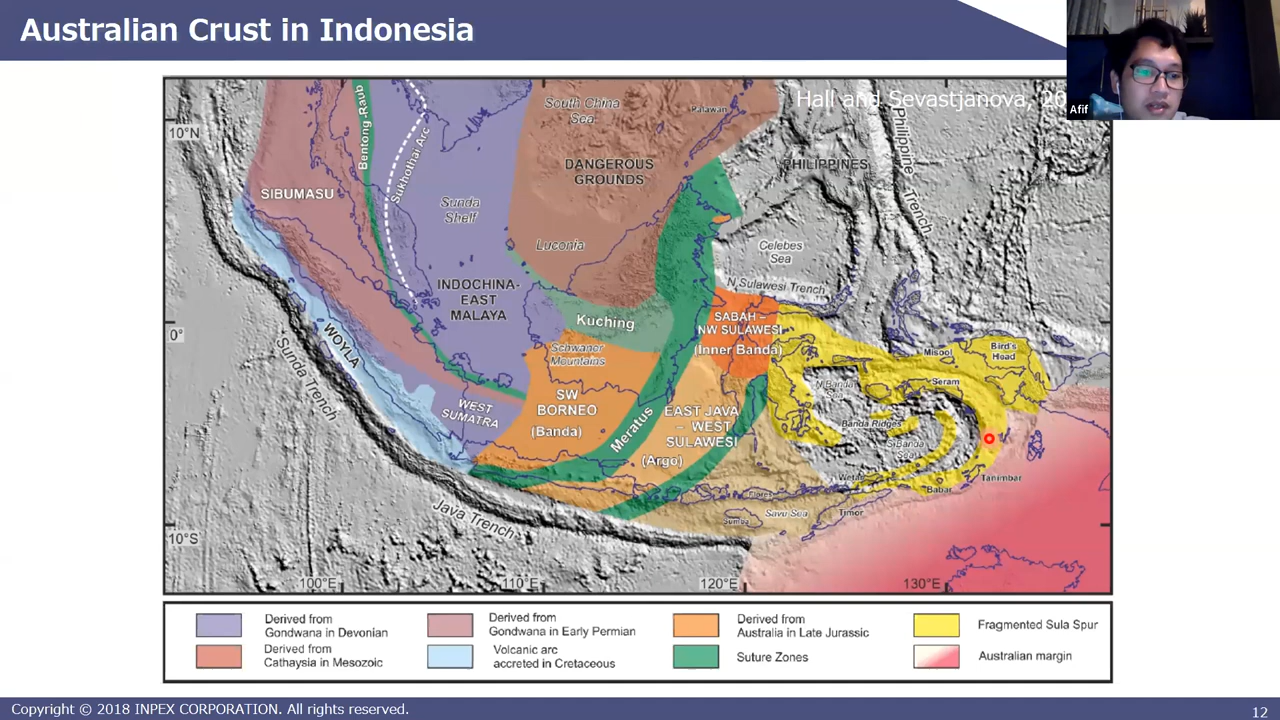 Australian Crust in Indonesia
Afif
Hall and Sevastjanova,
South China
Sea
Palawan
10°N
Bentong-Raub
Sukhothai Arc
DANGEROUS
GROUNDS
PHILIPPINES
Philippine Trench
SIBUMASU
Sunda
Shelf
Luconia
Celebes
Sea
INDOCHINA-
EAST
MALAYA
N Sulawesi Trench
0°
WOYLA
Sunda Trench
Kuching
SABAH –
NW SULAWESI
(Inner Banda)
Schwaner
Mountains
Misool
Bird's
Head
Seram
N Banda
Sea
SW
BORNEO
(Banda)
WEST
SUMATRA
Meratus
EAST JAVA
– WEST
SULAWESI
(Argo)
Banda Ridges
S Banda
Sea
Wetar
Babar
Tanimbar
Flores
Java Trench
Sumba
Savu Sea
Timor
10°S
100°E
110°E
120°E
130°E
Derived from
Gondwana in Devonian
Derived from
Gondwana in Early Permian
Derived from
Australia in Late Jurassic
Fragmented Sula Spur
Derived from
Cathaysia in Mesozoic
Volcanic arc
accreted in Cretaceous
Suture Zones
Australian margin
Copyright © 2018 INPEX CORPORATION. All rights reserved.
12